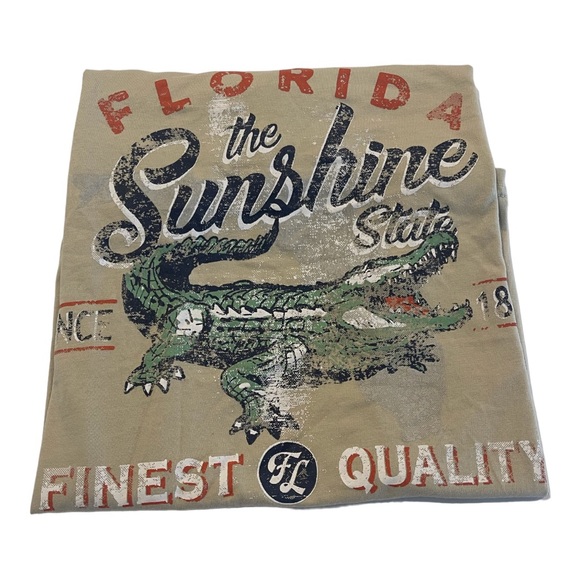 FLORIDA
the
Sunshine
State
NCE 18
FINEST FL QUALITY